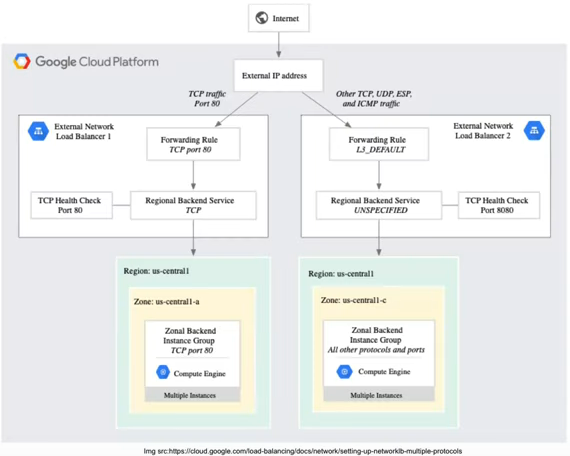 Internet
Google Cloud Platform
External IP address
TCP traffic
Port 80
Other TCP, UDP, ESP,
and ICMP traffic
External Network
Load Balancer 1
Forwarding Rule
TCP port 80
TCP Health Check
Port 80
Regional Backend Service
TCP
External Network
Load Balancer 2
Forwarding Rule
L3_DEFAULT
Regional Backend Service
UNSPECIFIED
TCP Health Check
Port 8080
Region: us-central1
Zone: us-central1-a
Zonal Backend
Instance Group
TCP port 80
Compute Engine
Multiple Instances
Region: us-central1
Zone: us-central1-c
Zonal Backend
Instance Group
All other protocols and ports
Compute Engine
Multiple Instances
Img src:https://cloud.google.com/load-balancing/docs/network/setting-up-networklb-multiple-protocols